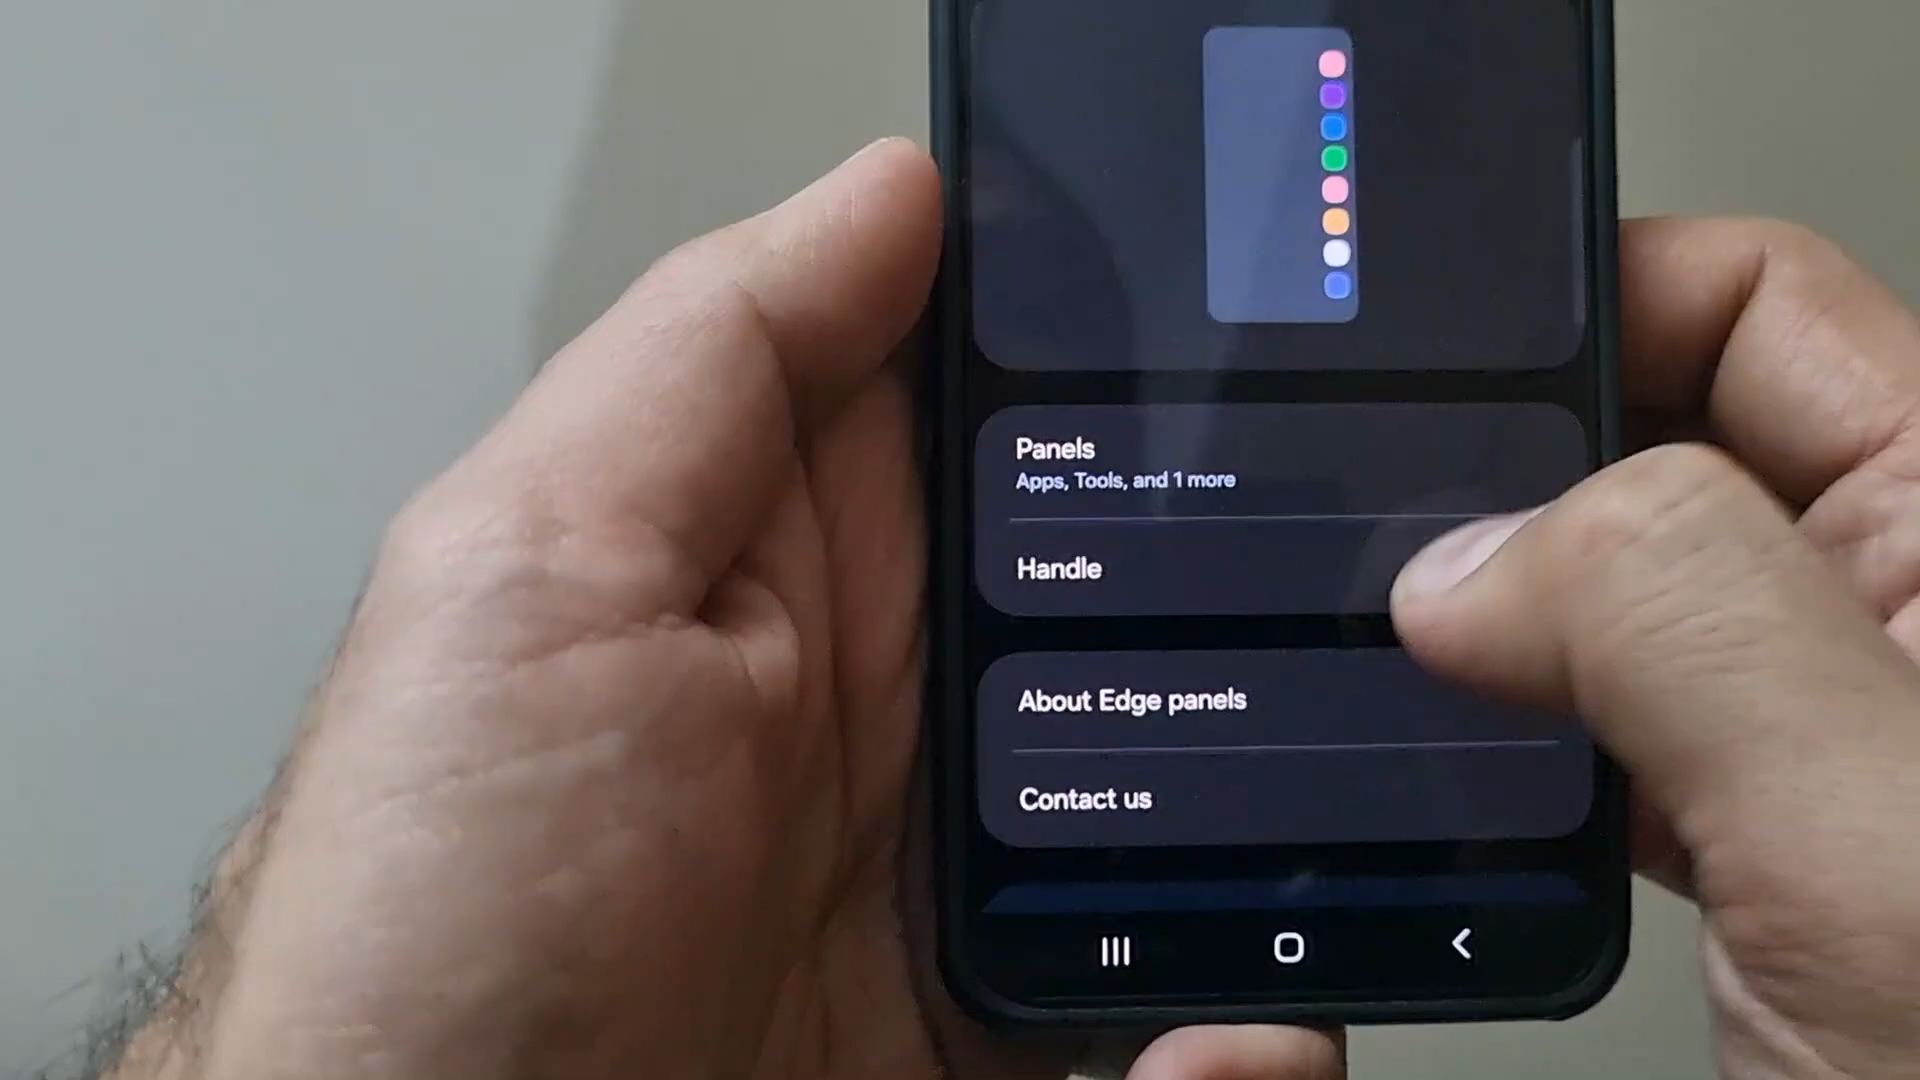 Panels
Apps, Tools, and 1 more
Handle
About Edge panels
Contact us